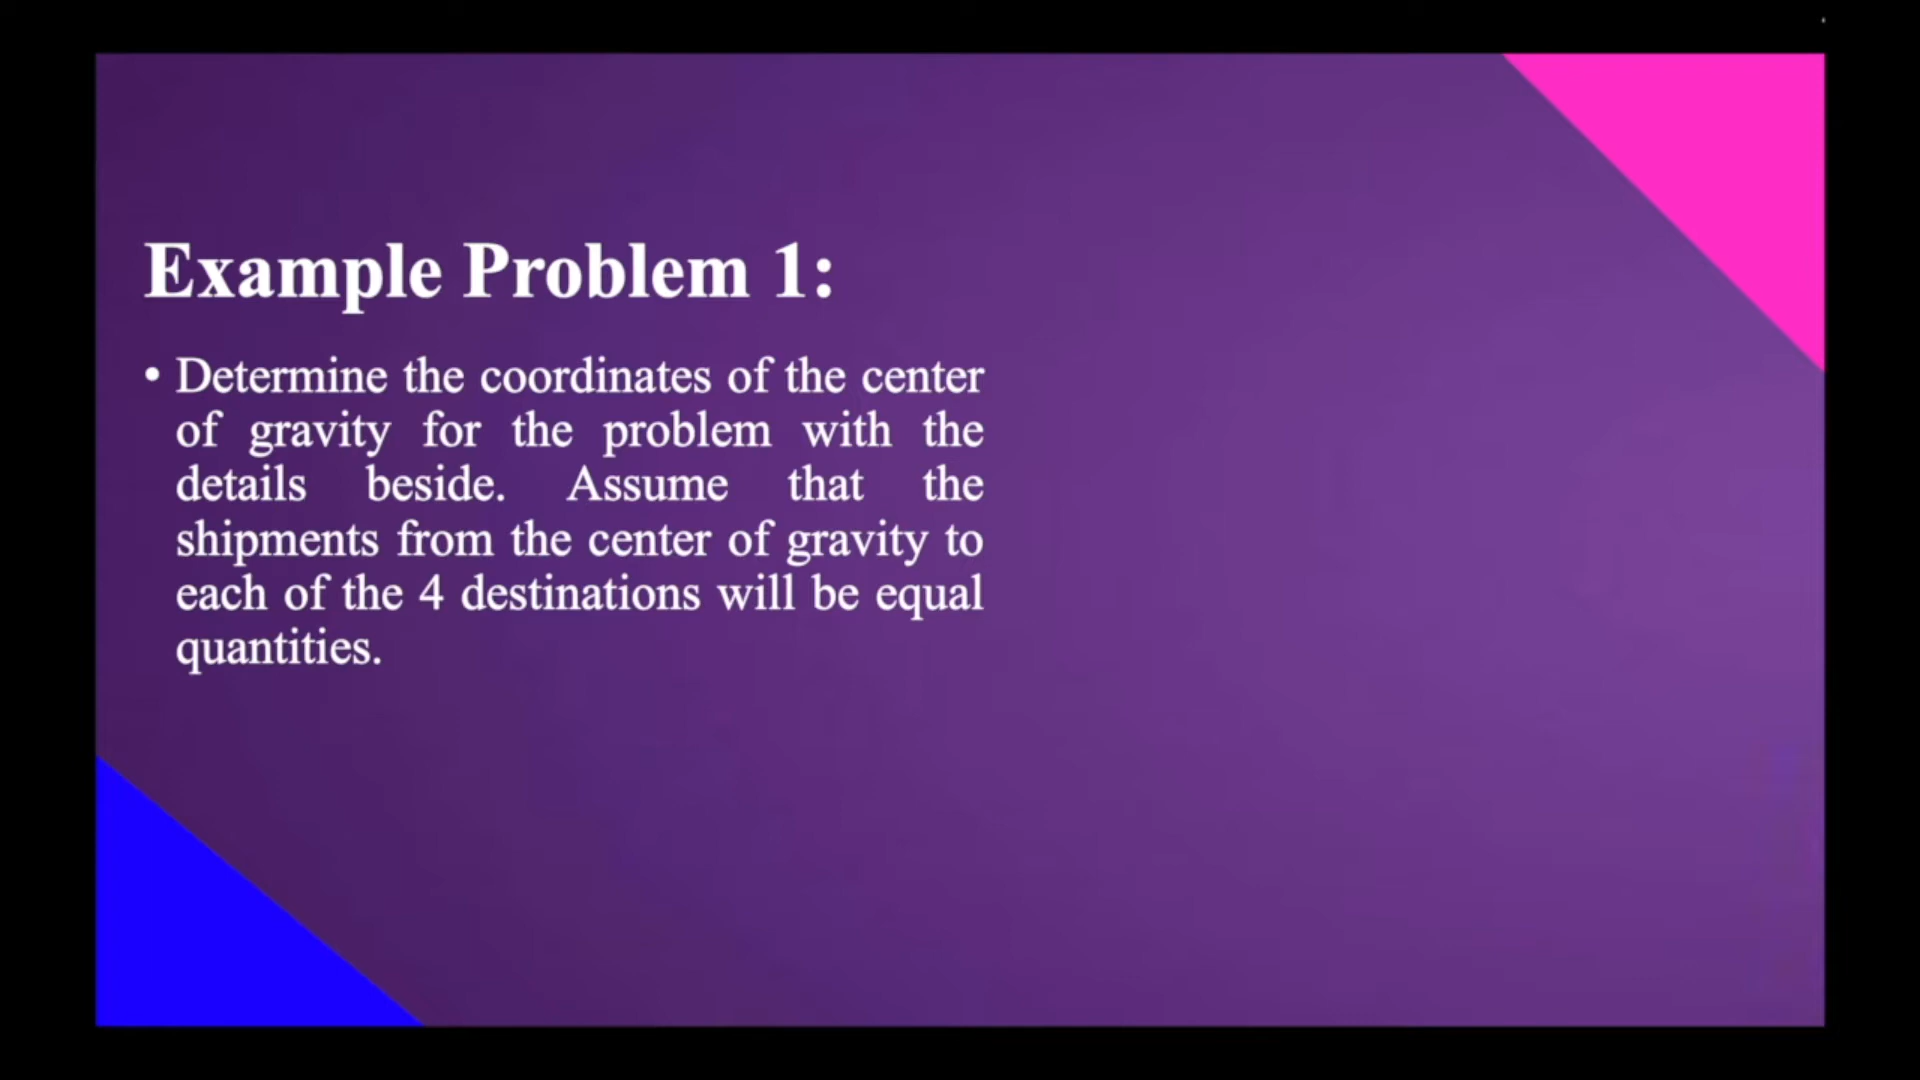 Example Problem 1:
• Determine the coordinates of the center
of gravity for the problem with the
details beside. Assume that the
shipments from the center of gravity to
each of the 4 destinations will be equal
quantities.